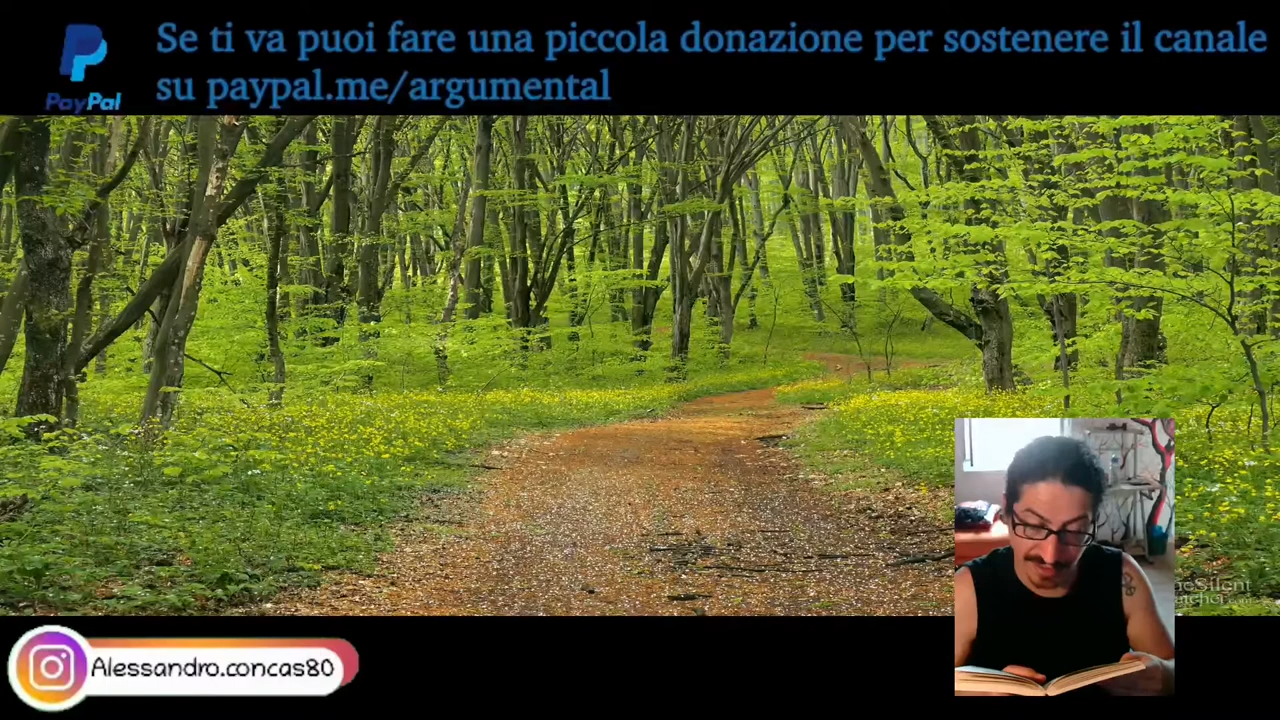 Se ti va puoi fare una piccola donazione per sostenere il canale
su paypal.me/argumental
PayPal
Alessandro.concas80